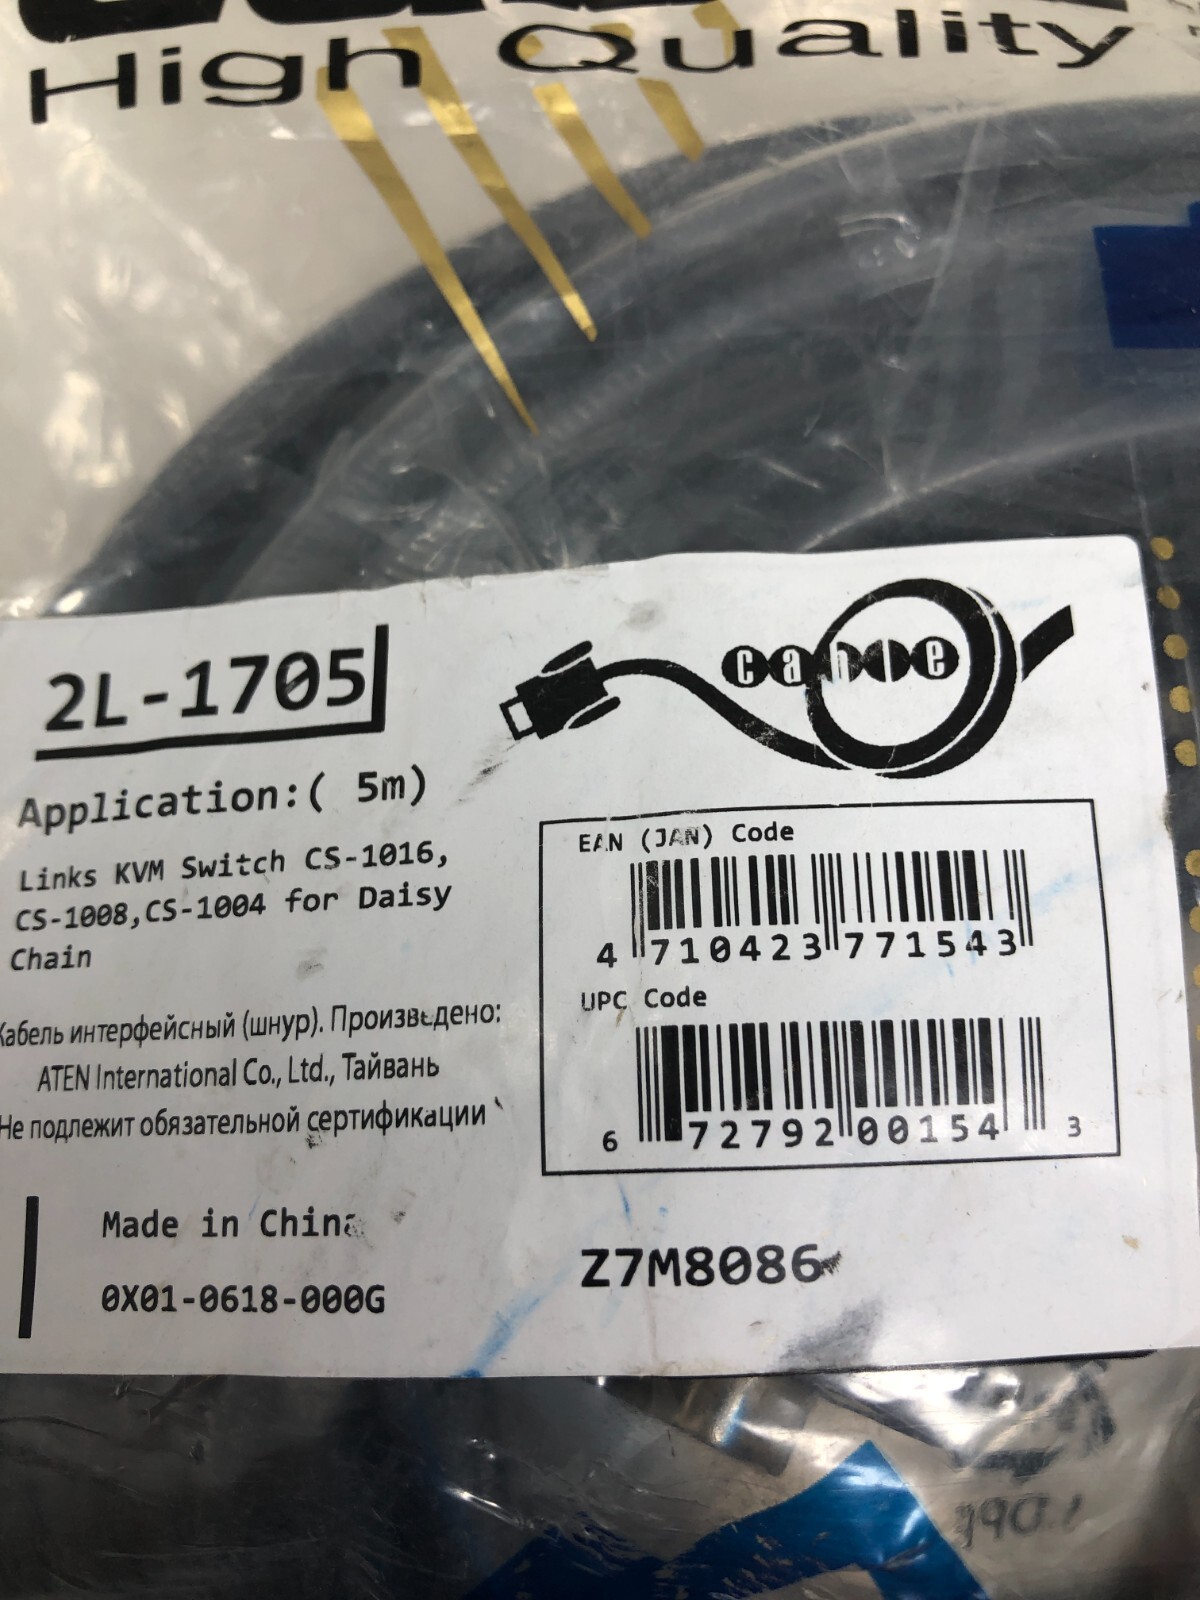 High Quality
2L-1705
cable
Application:( 5m)
Links KVM Switch CS-1016,
CS-1008,CS-1004 for Daisy
Chain
Кабель интерфейсный (шнур). Произведено:
ATEN International Co., Ltd., Тайвань
Не подлежит обязательной сертификации
EAN (JAN) Code
4 710423 771543
UPC Code
6 72792 00154 3
Made in China
0X01-0618-000G
Z7M8086